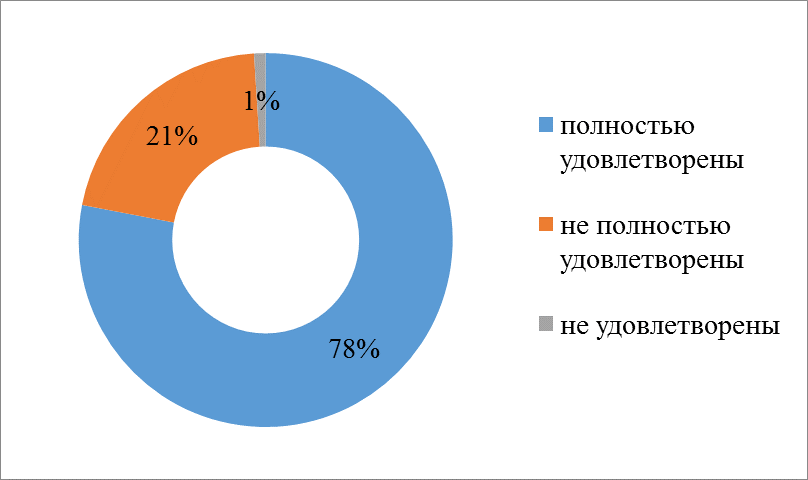 1%
21%
78%
полностью
удовлетворены
не полностью
удовлетворены
не удовлетворены